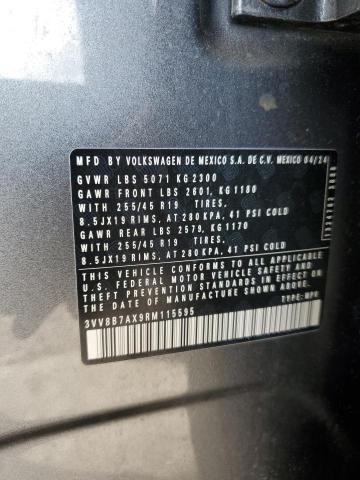 MFD BY VOLKSWAGEN DE MEXICO S.A. DE C.V. MEXICO 04/24
GVWR LBS 5071 KG 2300
GAWR FRONT LBS 2601, KG 1180
WITH 255/45 R19 TIRES,
8.5JX19 RIMS, AT 280 KPA, 41 PSI COLD
GAWR REAR LBS 2579, KG 1170
WITH 255/45 R19 TIRES,
8.5JX19 RIMS, AT 280 KPA, 41 PSI COLD
THIS VEHICLE CONFORMS TO ALL APPLICABLE
U.S. FEDERAL MOTOR VEHICLE SAFETY AND
THEFT PREVENTION STANDARDS IN EFFECT ON
THE DATE OF MANUFACTURE SHOWN ABOVE.
3VV8B7AX9RM115595 TYPE: MPV